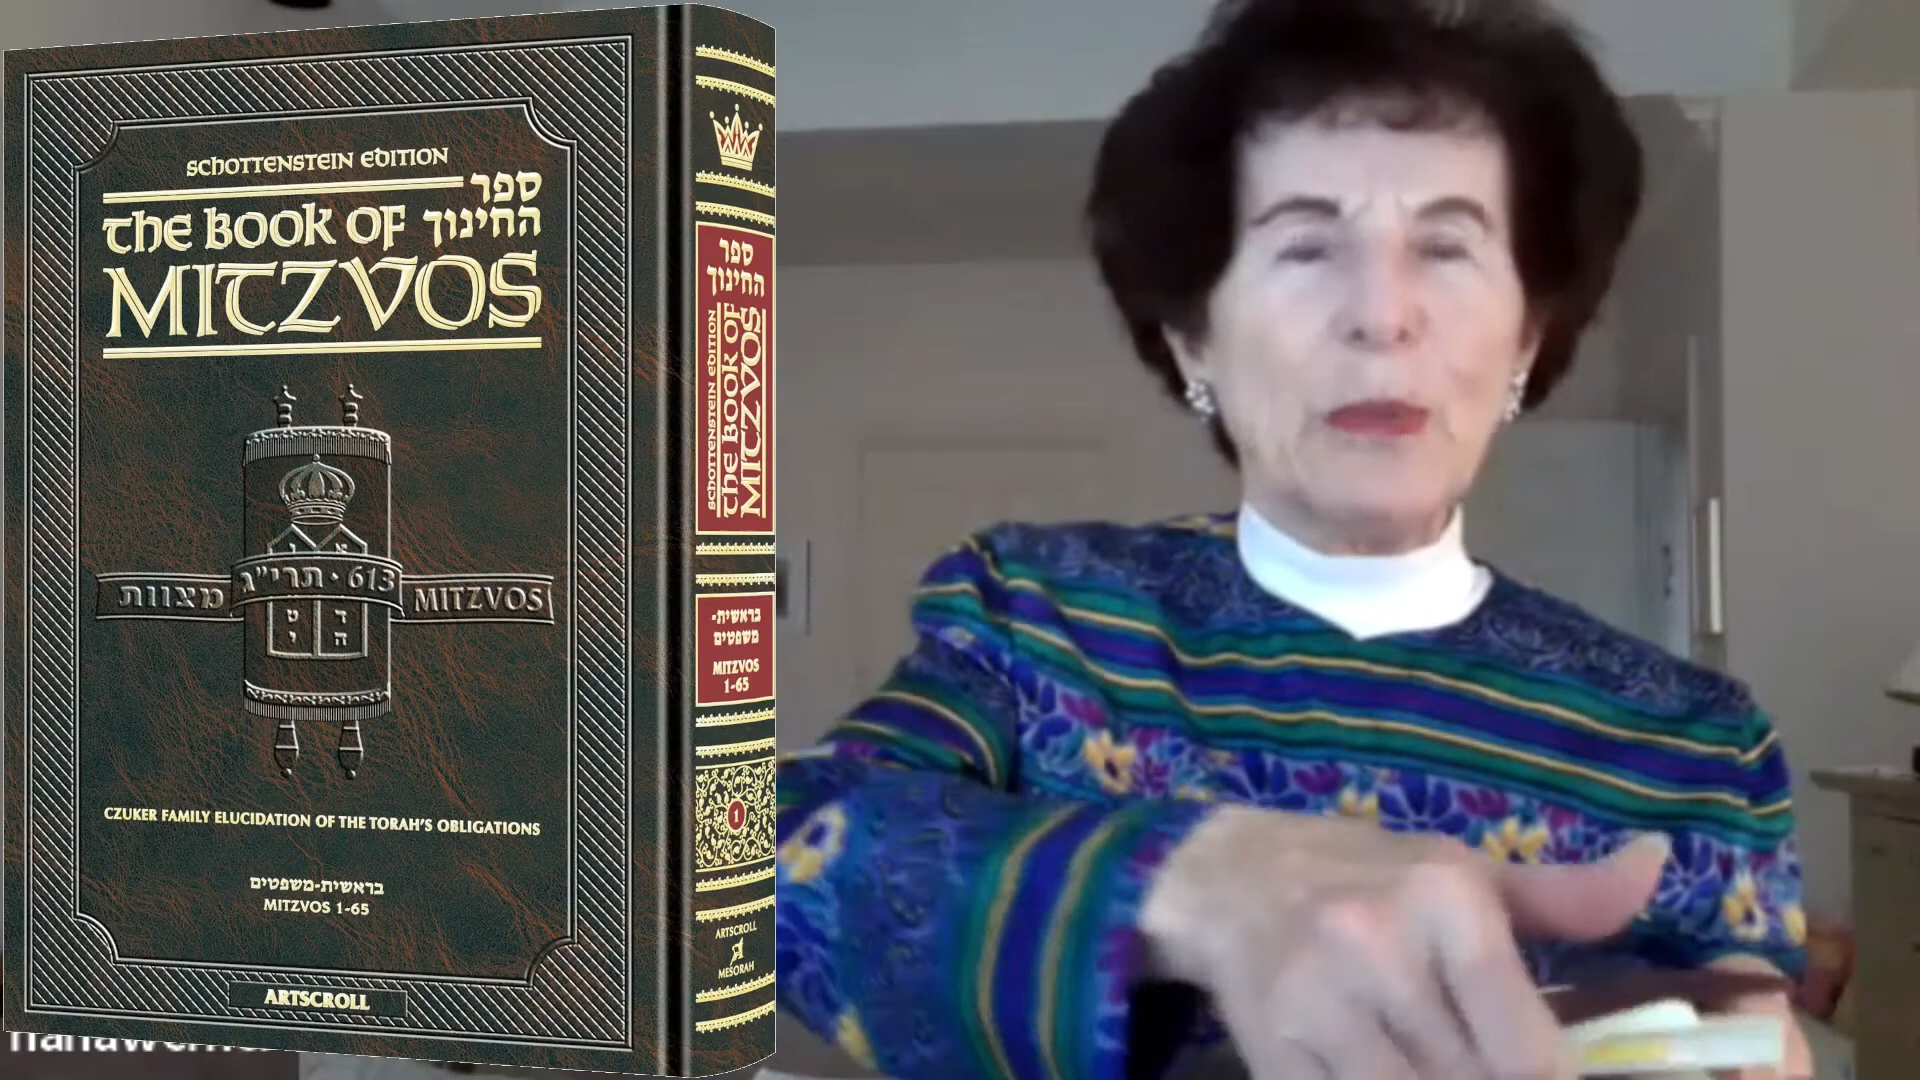 SCHOTTENSTEIN EDITION
ספר
THE BOOK OF החינוך
MITZVOS
א י
מצוות תרי״ג · 613 MITZVOS
ד ט
ה י
CZUKER FAMILY ELUCIDATION OF THE TORAH'S OBLIGATIONS
בראשית-משפטים
MITZVOS 1-65
ARTSCROLL
ספר
החינוך
SCHOTTENSTEIN EDITION
THE BOOK OF
MITZVOS
בראשית-
משפטים
MITZVOS
1-65
1
ARTSCROLL
MESORAH